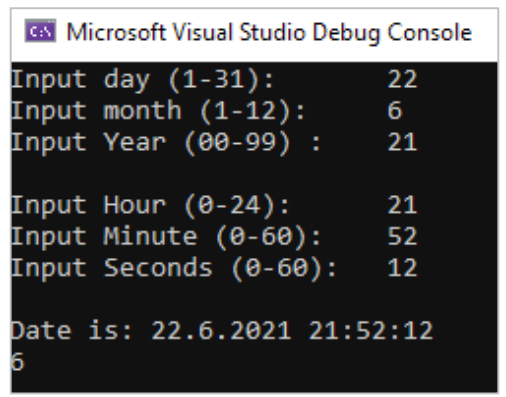 Microsoft Visual Studio Debug Console
Input day (1-31): 22
Input month (1-12): 6
Input Year (00-99) : 21
Input Hour (0-24): 21
Input Minute (0-60): 52
Input Seconds (0-60): 12
Date is: 22.6.2021 21:52:12
6